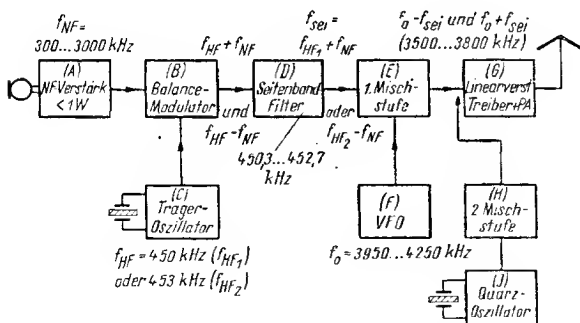 f_NF =
300...3000 kHz
(A)
NF Verstärk
<1W
(B)
Balance-
Modulator
f_HF + f_NF
und
f_HF - f_NF
(C)
Träger-
Oszillator
f_HF = 450 kHz (f_HF1)
oder 453 kHz (f_HF2)
(D)
Seitenband
Filter
450,3...452,7
kHz
f_sei =
f_HF1 + f_NF
oder
f_HF2 - f_NF
(E)
1. Misch-
stufe
(F)
VFO
f_o = 3950...4250 kHz
f_o - f_sei und f_o + f_sei
(3500...3800 kHz)
(G)
Linearverst
Treiber+PA
(H)
2 Misch-
stufe
(J)
Quarz-
Oszillator